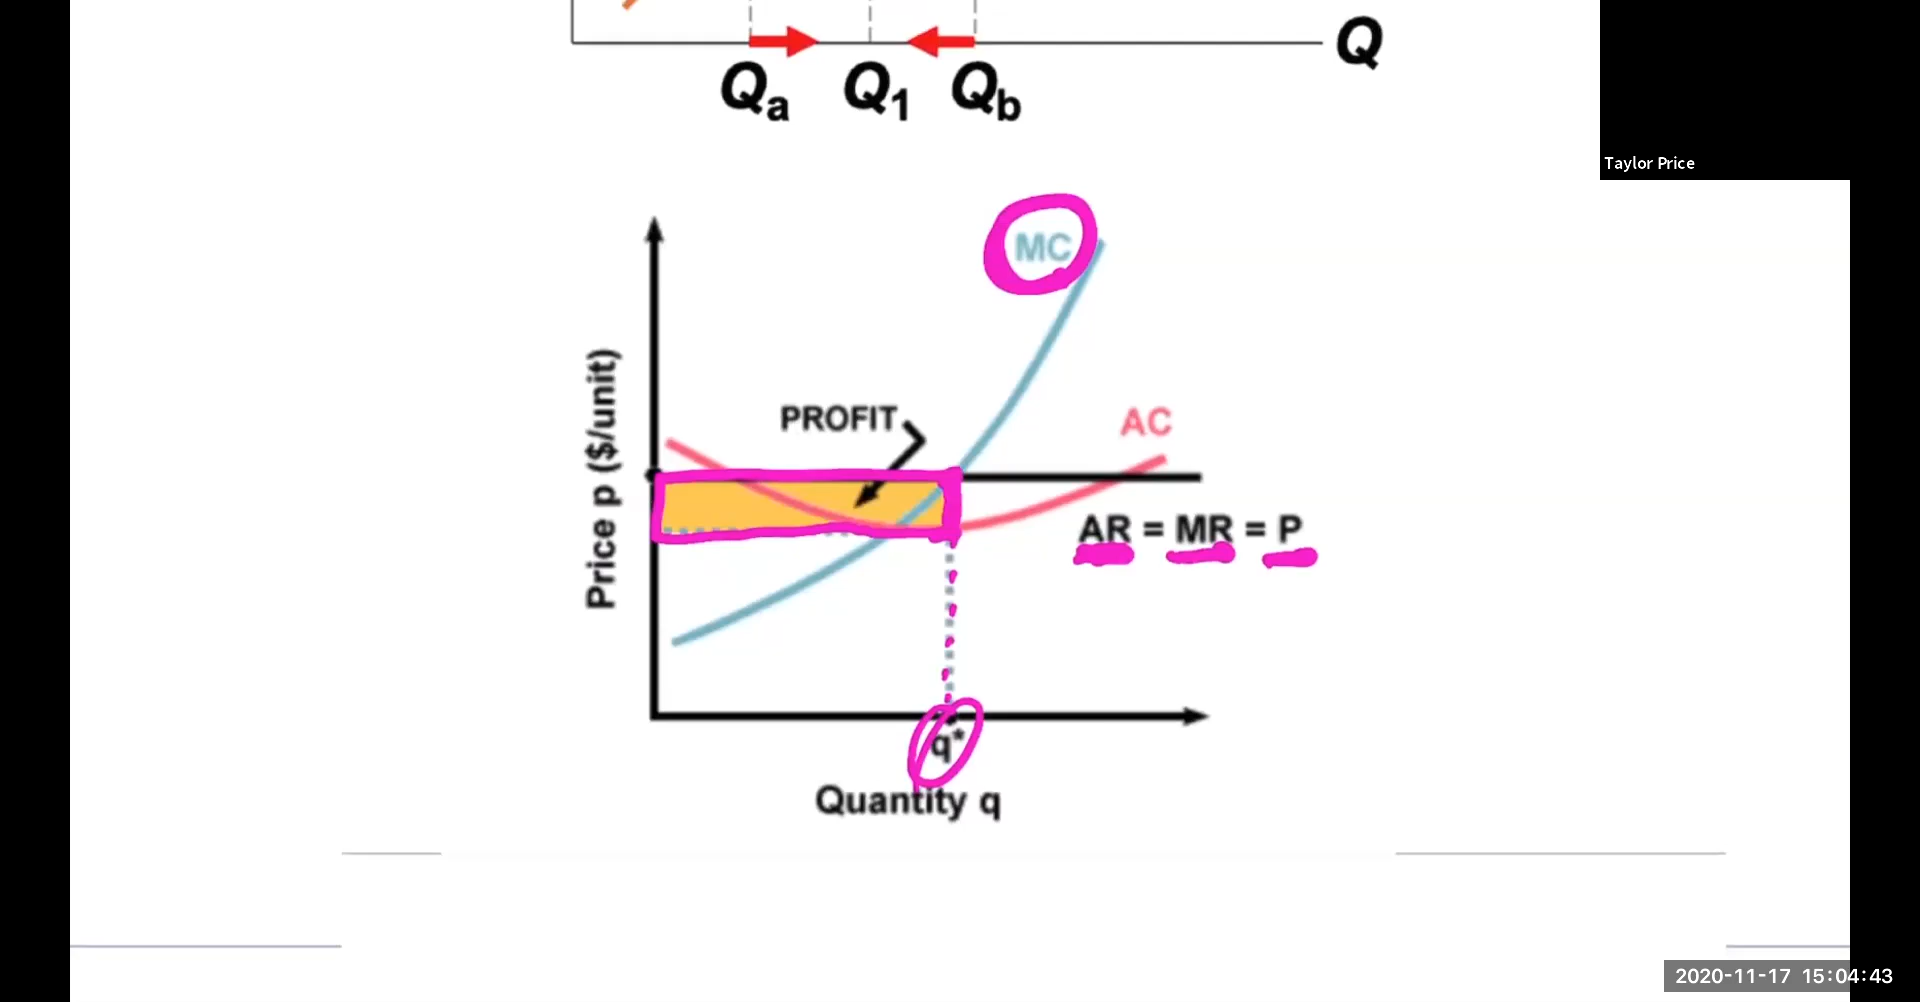 Q
Qa Q1 Qb
Taylor Price
MC
Price p ($/unit)
PROFIT
AC
AR = MR = P
q*
Quantity q
2020-11-17 15:04:43